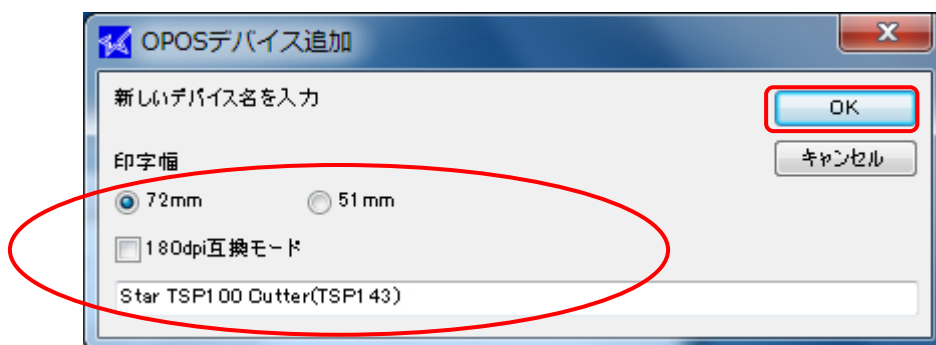 OPOSデバイス追加
新しいデバイス名を入力
OK
印字幅
キャンセル
72mm 51mm
180dpi互換モード
Star TSP100 Cutter(TSP143)